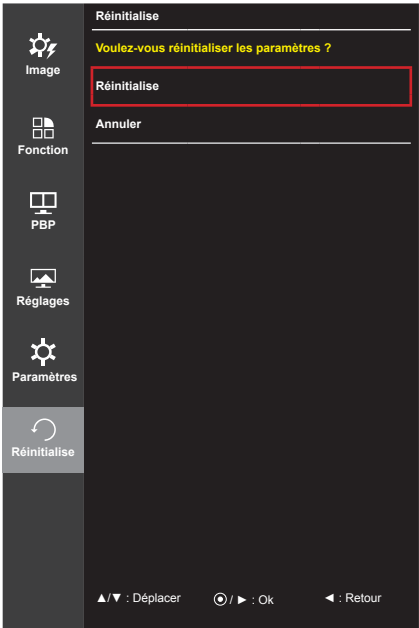 Réinitialise
Voulez-vous réinitialiser les paramètres ?
Réinitialise
Annuler
Image
Fonction
PBP
Réglages
Paramètres
Réinitialise
▲/▼ : Déplacer ⦿ / ► : Ok ◄ : Retour